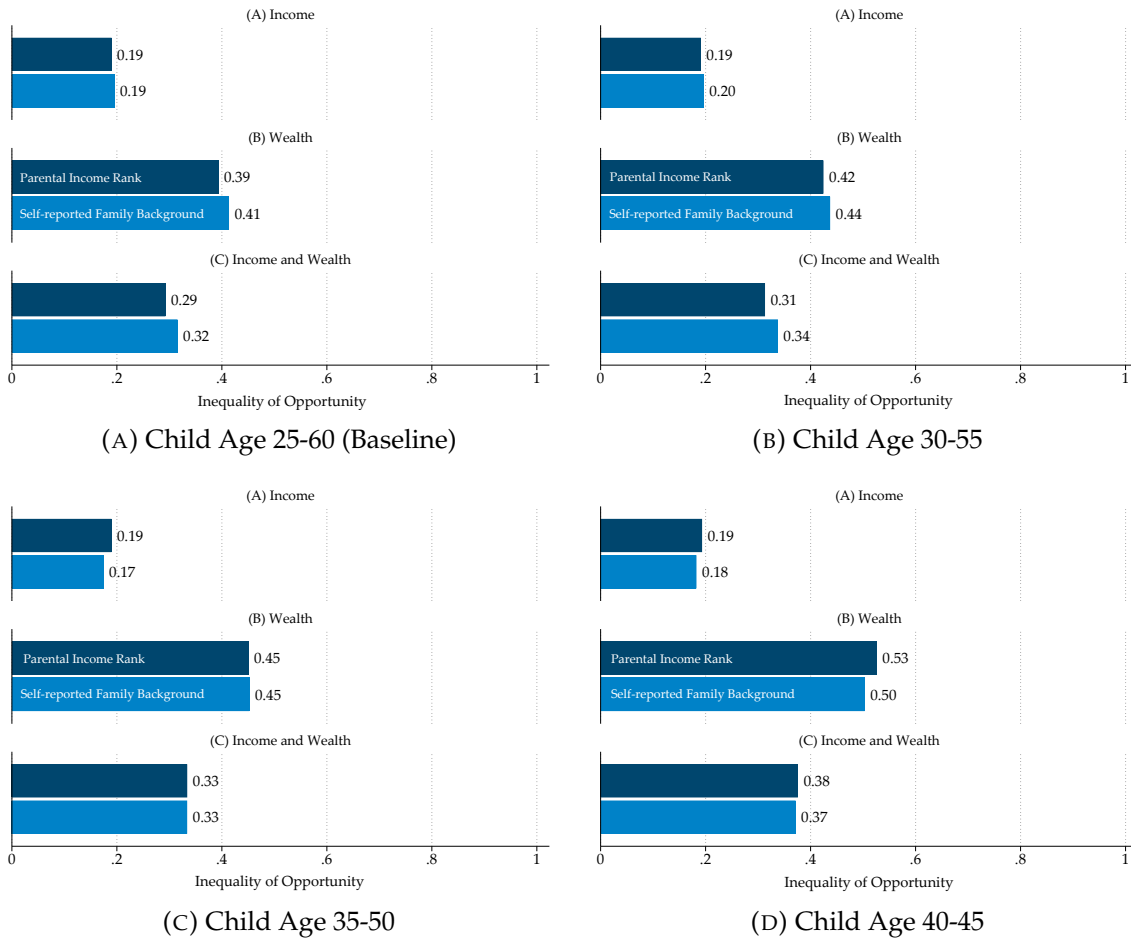 (A) Income
0.19
0.19
(B) Wealth
Parental Income Rank
0.39
Self-reported Family Background
0.41
(C) Income and Wealth
0.29
0.32
0 .2 .4 .6 .8 1
Inequality of Opportunity
(A) Child Age 25-60 (Baseline)
(A) Income
0.19
0.20
(B) Wealth
Parental Income Rank
0.42
Self-reported Family Background
0.44
(C) Income and Wealth
0.31
0.34
0 .2 .4 .6 .8 1
Inequality of Opportunity
(B) Child Age 30-55
(A) Income
0.19
0.17
(B) Wealth
Parental Income Rank
0.45
Self-reported Family Background
0.45
(C) Income and Wealth
0.33
0.33
0 .2 .4 .6 .8 1
Inequality of Opportunity
(C) Child Age 35-50
(A) Income
0.19
0.18
(B) Wealth
Parental Income Rank
0.53
Self-reported Family Background
0.50
(C) Income and Wealth
0.38
0.37
0 .2 .4 .6 .8 1
Inequality of Opportunity
(D) Child Age 40-45